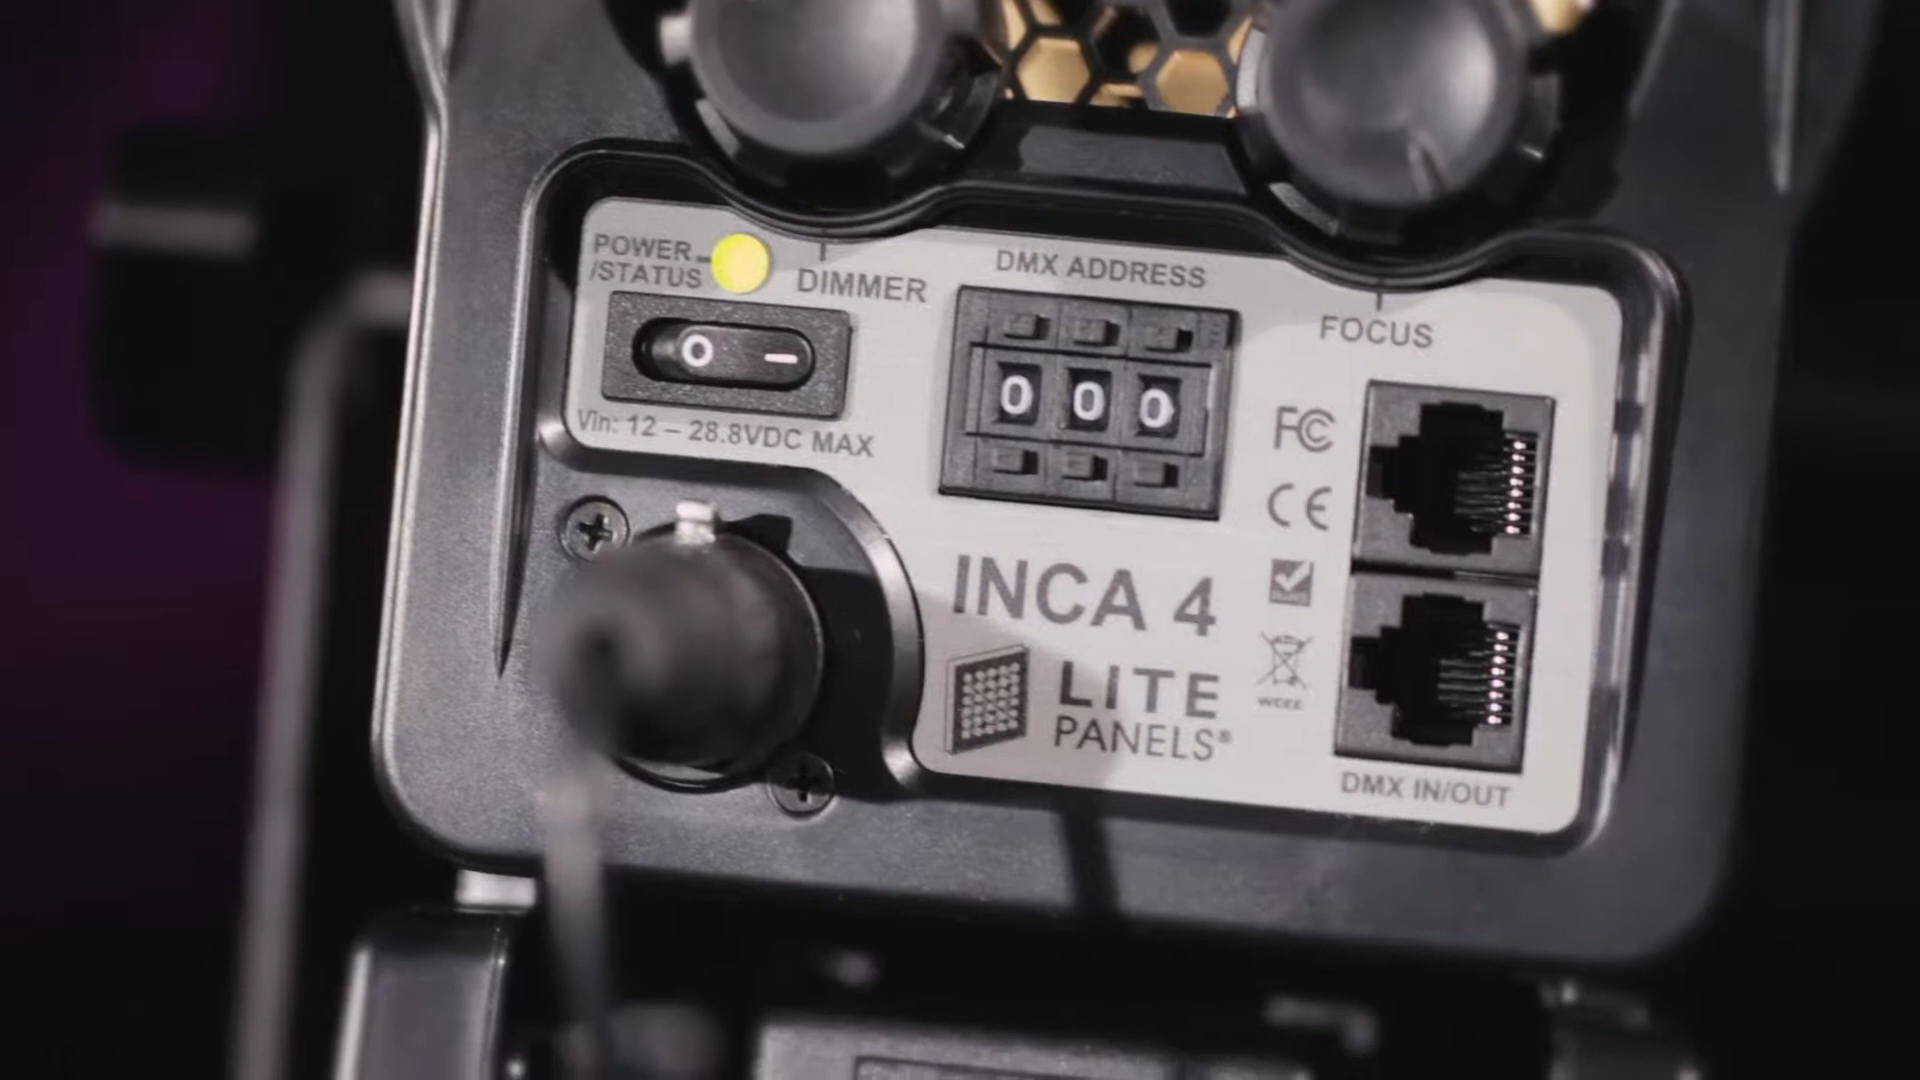 POWER
/STATUS
DIMMER
DMX ADDRESS
FOCUS
O —
Vin: 12 – 28.8VDC MAX
0 0 0
FC
CE
INCA 4
LITE
PANELS®
WEEE
DMX IN/OUT